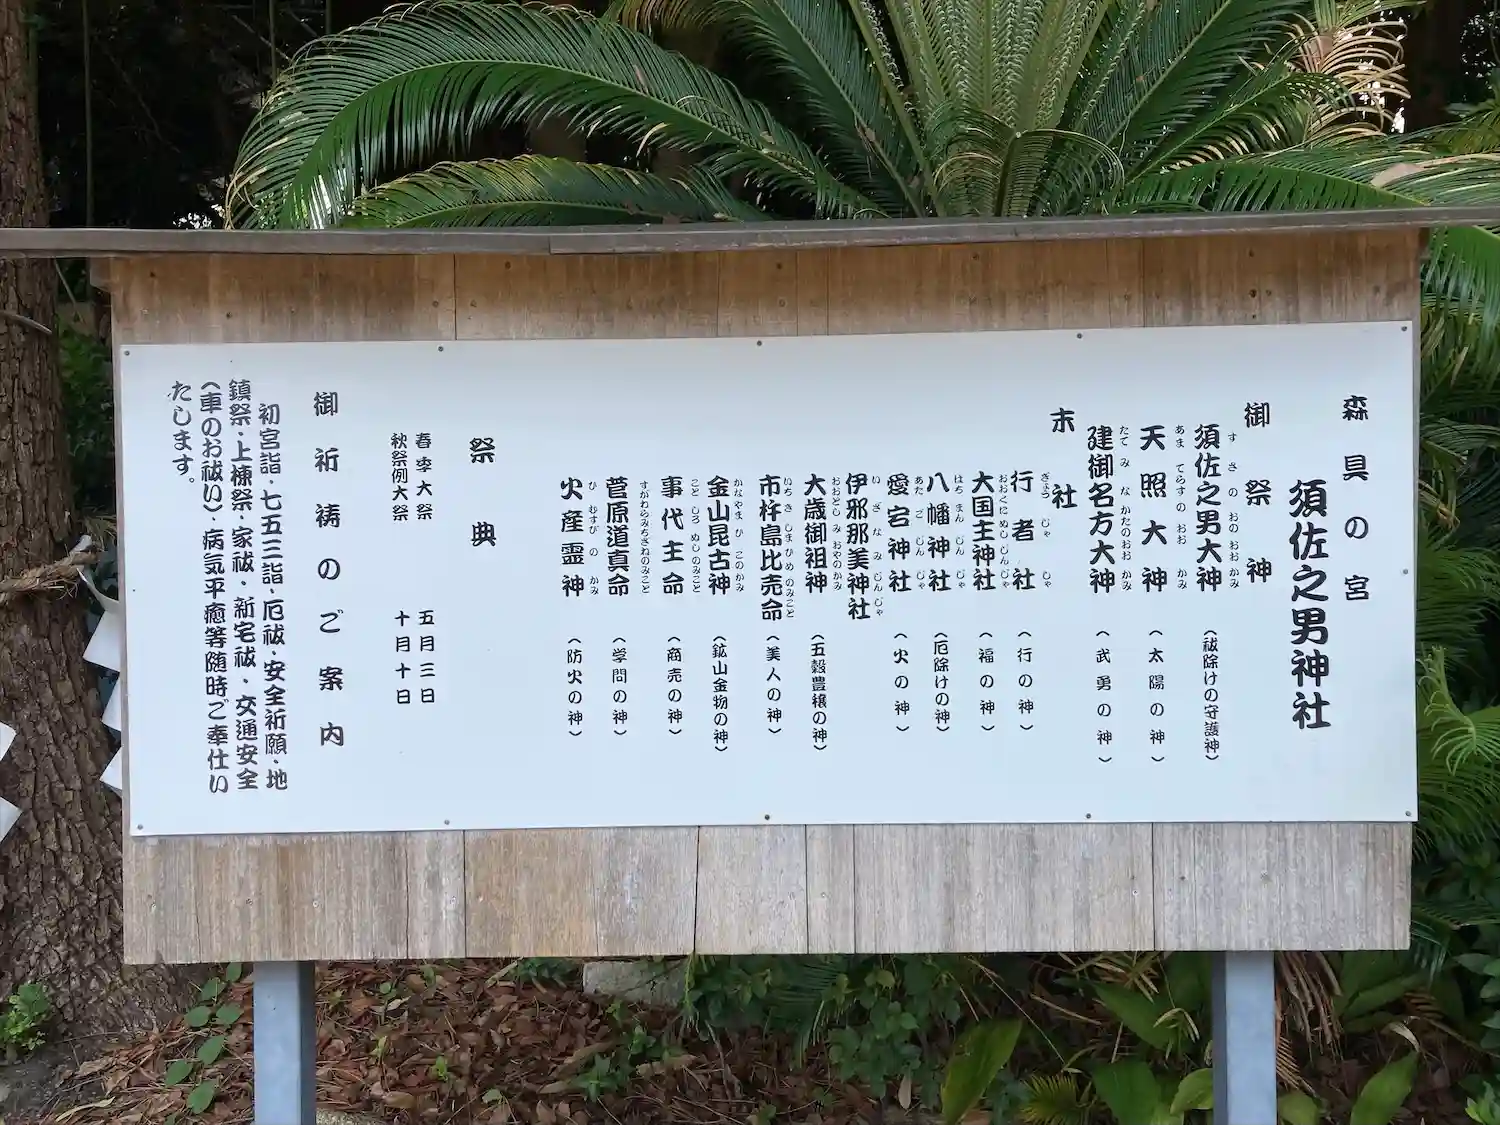 森具の宮
須佐之男神社
御祭神
須佐之男大神 (祓除けの守護神)
す さ の おの おお かみ
天照大神 (太陽の神)
あま てらすの おお かみ
建御名方大神 (武勇の神)
たて み な かたのおお かみ
末社
行者社 (行の神)
ぎょう じゃ しゃ
大国主神社 (福の神)
おおくに ぬし じん じゃ
八幡神社 (厄除けの神)
はち まん じん じゃ
愛宕神社 (火の神)
あた ご じん じゃ
伊邪那美神社
い ざ な み じん じゃ
大歳御祖神 (五穀豊穣の神)
おおとし み おやのかみ
市杵島比売命 (美人の神)
いち き しま ひめ のみこと
金山昆古神 (鉱山金物の神)
かなやま ひ このかみ
事代主命 (商売の神)
こと しろ ぬし のみこと
菅原道真命 (学問の神)
すがわらみちざねのみこと
火産霊神 (防火の神)
ひ むすび の かみ
祭典
春季大祭 五月三日
秋祭例大祭 十月十日
御祈祷のご案内
初宮詣・七五三詣・厄祓・安全祈願・地
鎮祭・上棟祭・家祓・新宅祓・交通安全
(車のお祓い)、病気平癒等随時ご奉仕い
たします。